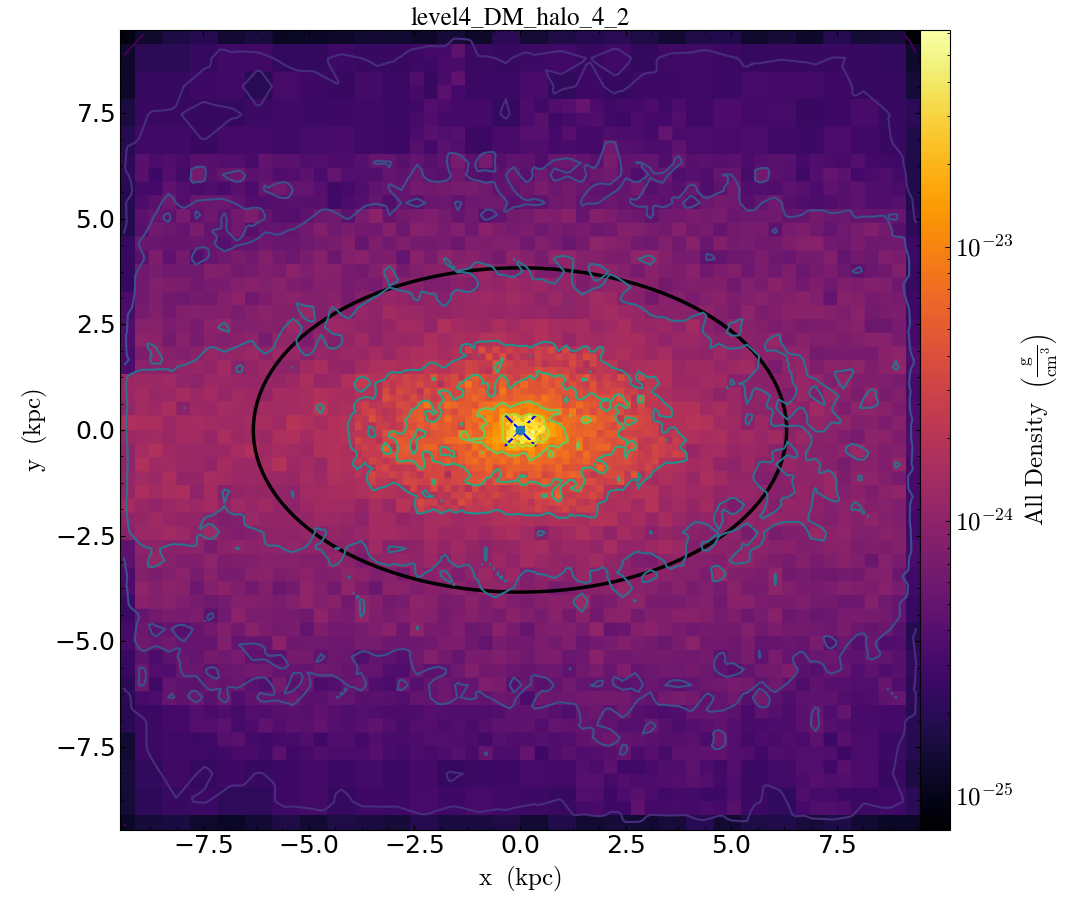 level4_DM_halo_4_2
7.5
5.0
2.5
0.0
−2.5
−5.0
−7.5
y (kpc)
−7.5 −5.0 −2.5 0.0 2.5 5.0 7.5
x (kpc)
10^{−23}
10^{−24}
10^{−25}
All Density (g/cm^3)